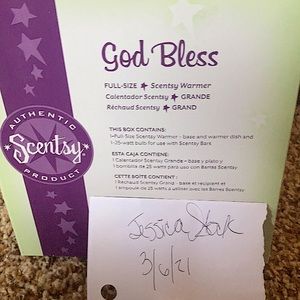 God Bless
FULL-SIZE ★ Scentsy Warmer
Calentador Scentsy ★ GRANDE
Réchaud Scentsy ★ GRAND
AUTHENTIC
Scentsy
PRODUCT
THIS BOX CONTAINS:
1-Full-Size Scentsy Warmer - base and warmer dish and
1-25-watt bulb for use with Scentsy Bars
ESTA CAJA CONTIENE:
1 Calentador Scentsy Grande - base y plato y
1 bombilla de 25 watts para uso con Barras Scentsy
CETTE BOÎTE CONTIENT :
1 Réchaud Scentsy Grand - base et récipient et
1 ampoule de 25 watts à utiliser avec les Barres Scentsy
Jessica Stock
3/6/21